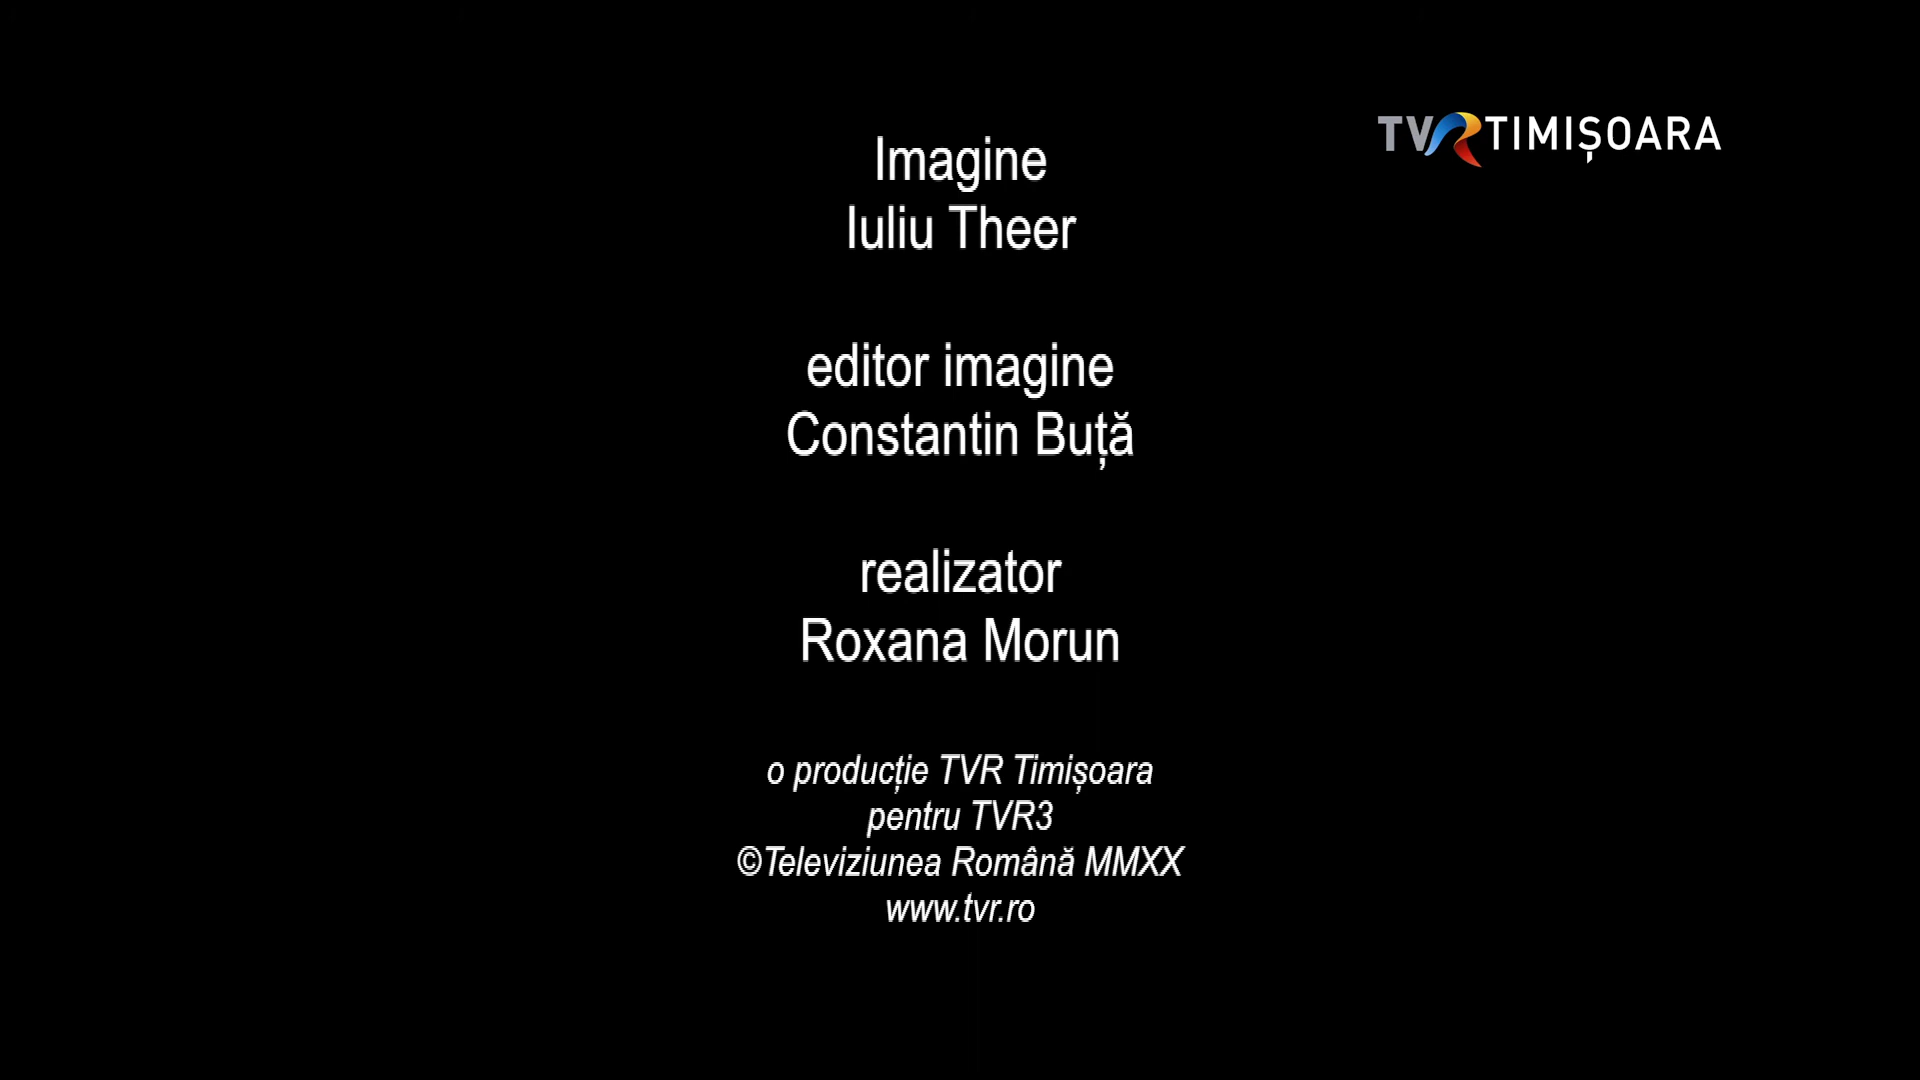 TVR TIMIȘOARA
Imagine
Iuliu Theer
editor imagine
Constantin Buță
realizator
Roxana Morun
o producție TVR Timișoara
pentru TVR3
©Televiziunea Română MMXX
www.tvr.ro